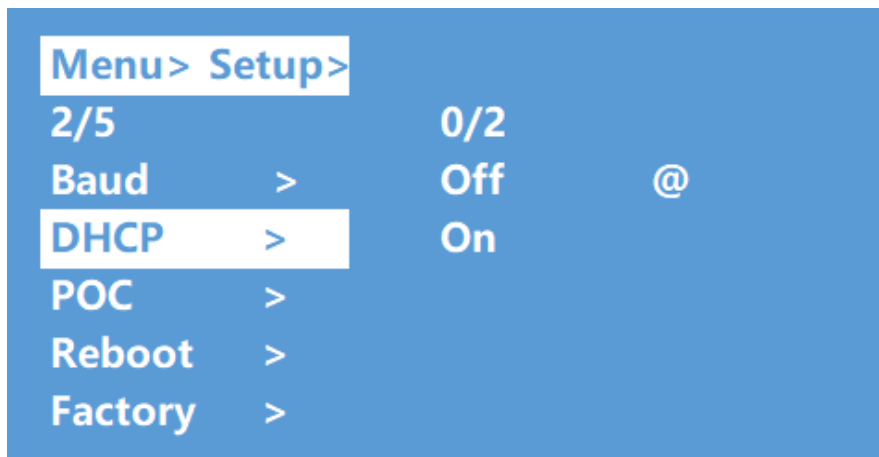 Menu> Setup>
2/5 0/2
Baud > Off @
DHCP > On
POC >
Reboot >
Factory >